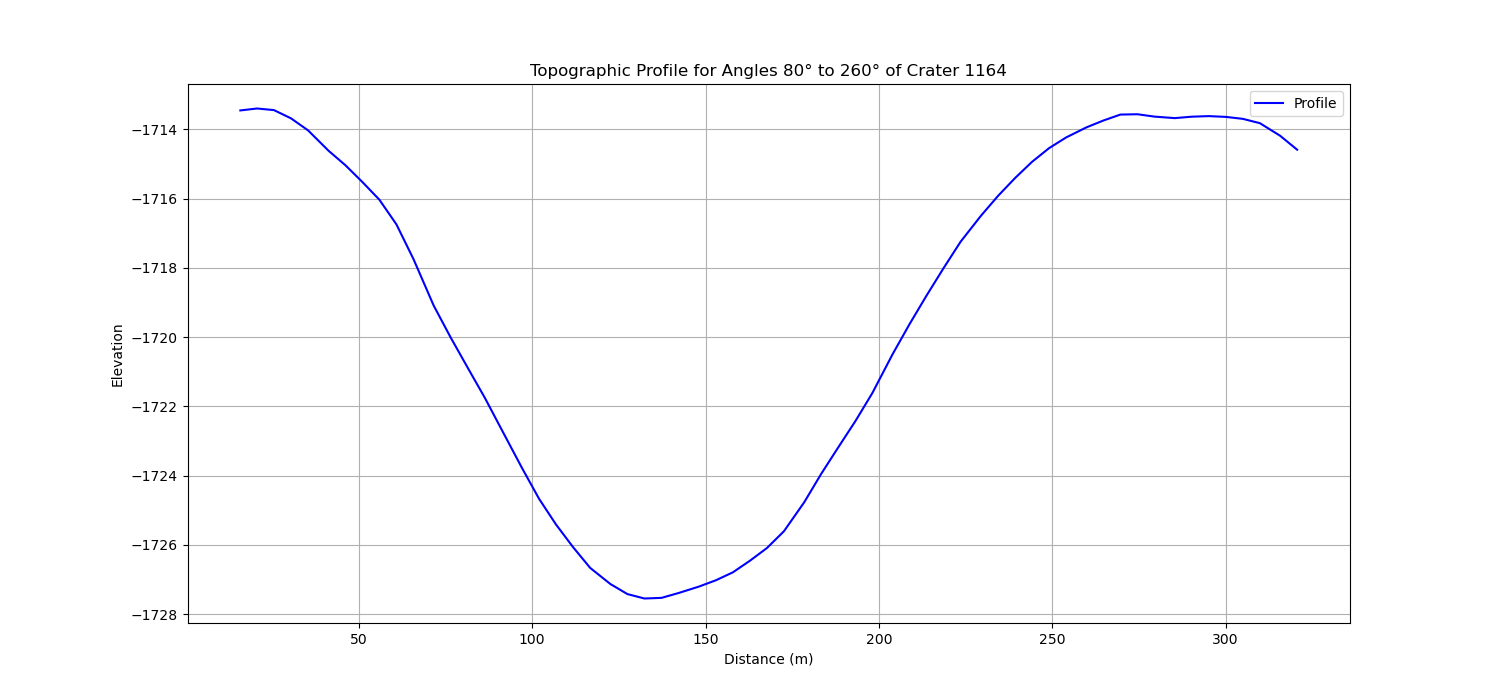 Topographic Profile for Angles 80° to 260° of Crater 1164
Profile
−1714
−1716
−1718
−1720
−1722
−1724
−1726
−1728
Elevation
50 100 150 200 250 300
Distance (m)